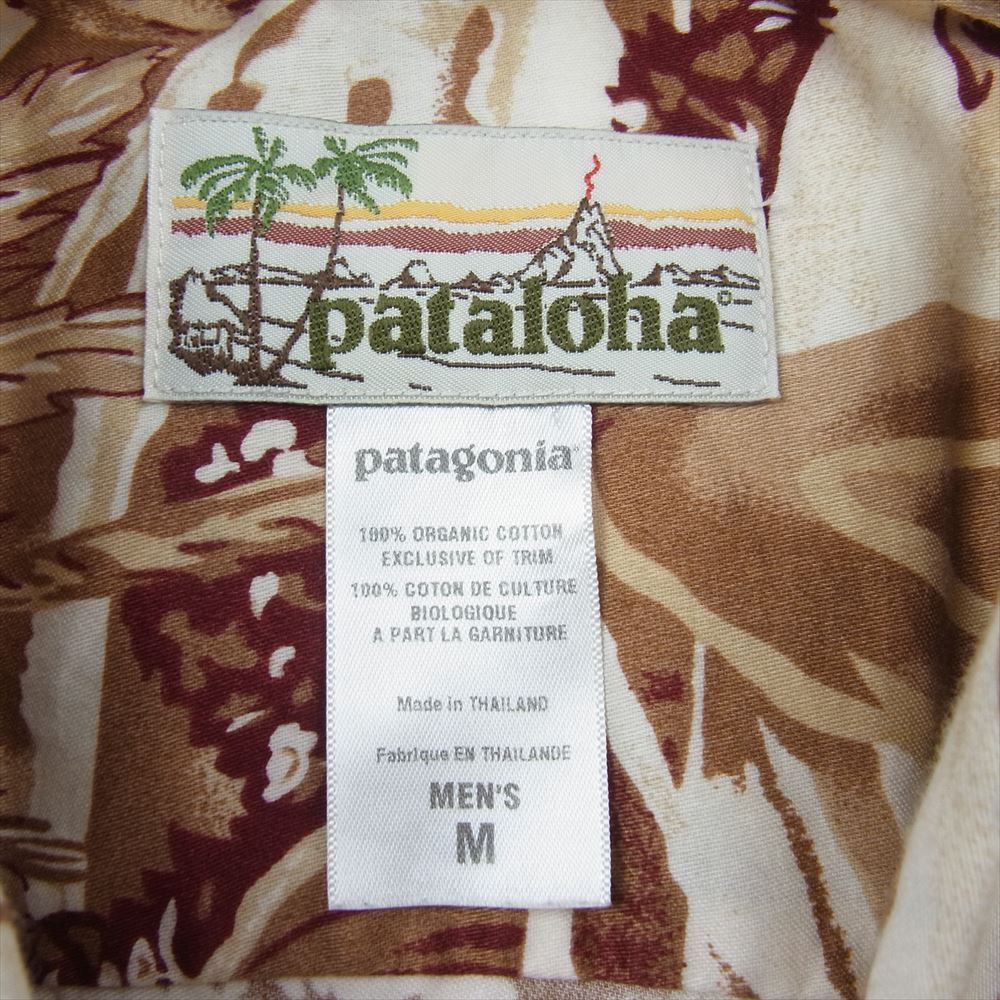 pataloha®
patagonia®
100% ORGANIC COTTON
EXCLUSIVE OF TRIM
100% COTON DE CULTURE
BIOLOGIQUE
A PART LA GARNITURE
Made in THAILAND
Fabrique EN THAILANDE
MEN'S
M